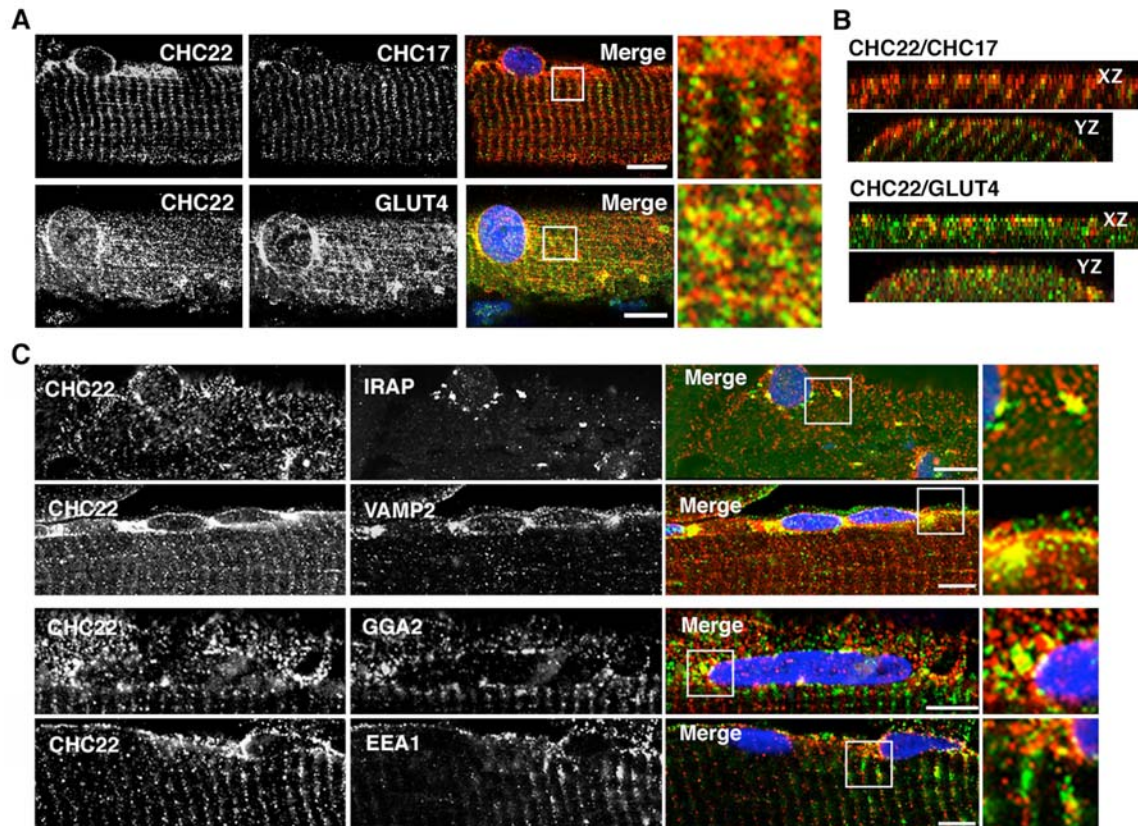 A
CHC22 CHC17 Merge
CHC22 GLUT4 Merge
B
CHC22/CHC17
XZ
YZ
CHC22/GLUT4
XZ
YZ
C
CHC22 IRAP Merge
CHC22 VAMP2 Merge
CHC22 GGA2 Merge
CHC22 EEA1 Merge